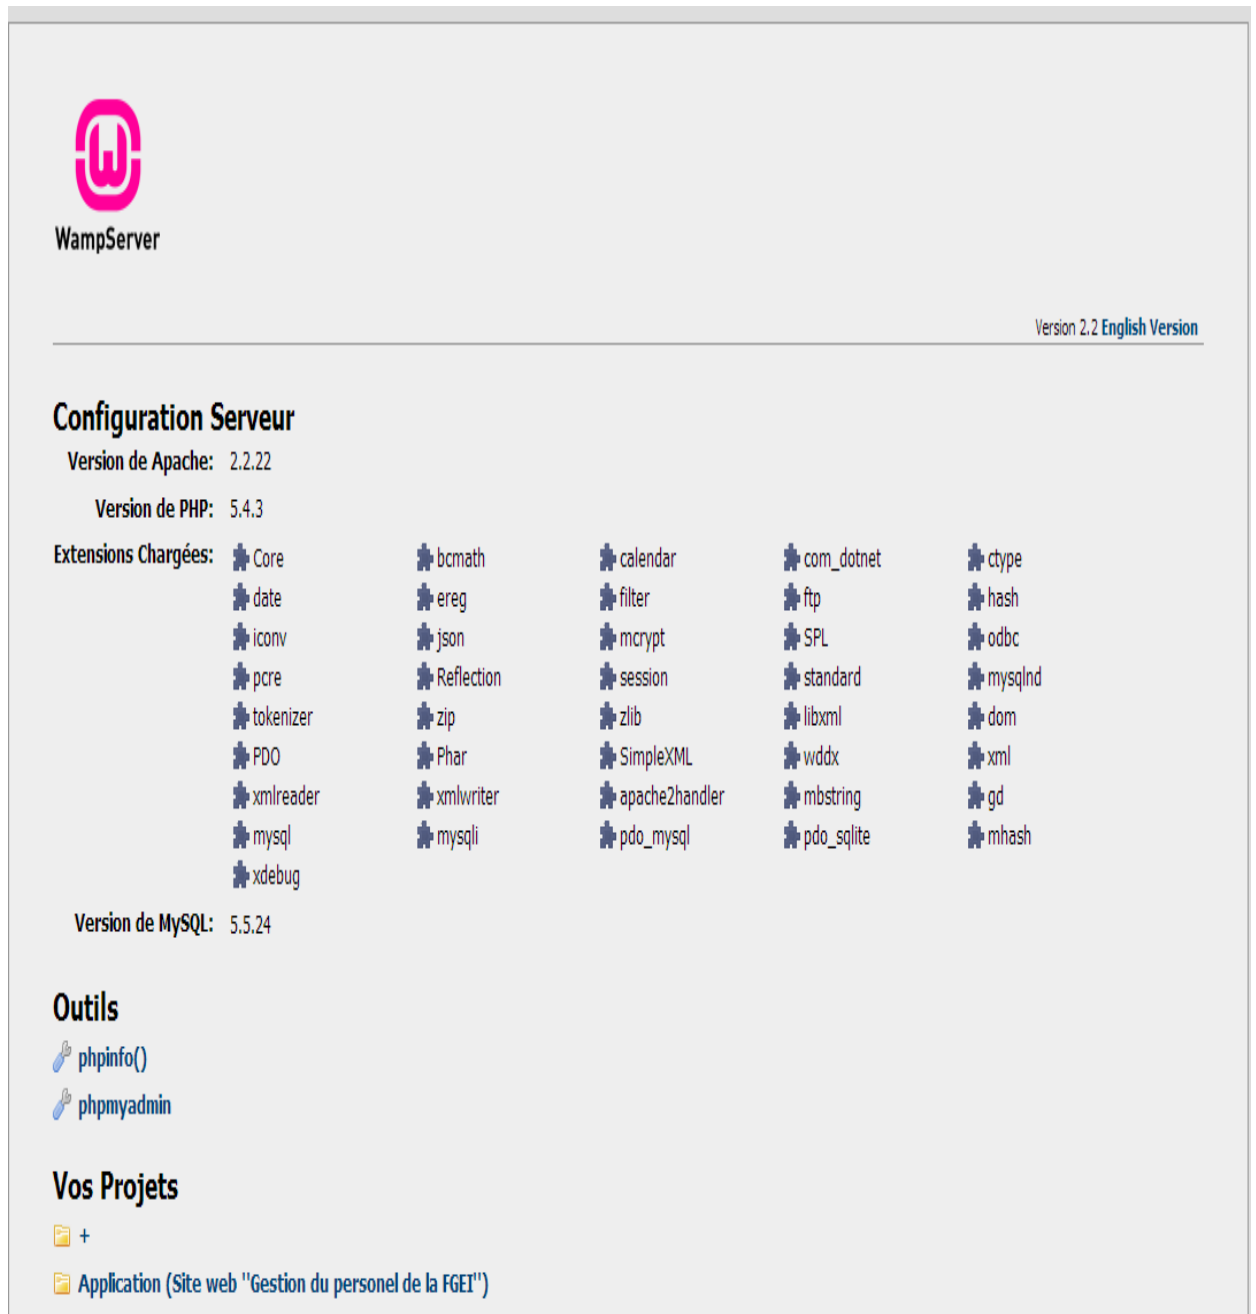 WampServer
Version 2.2 English Version
Configuration Serveur
Version de Apache: 2.2.22
Version de PHP: 5.4.3
Extensions Chargées: Core bcmath calendar com_dotnet ctype
date ereg filter ftp hash
iconv json mcrypt SPL odbc
pcre Reflection session standard mysqlnd
tokenizer zip zlib libxml dom
PDO Phar SimpleXML wddx xml
xmlreader xmlwriter apache2handler mbstring gd
mysql mysqli pdo_mysql pdo_sqlite mhash
xdebug
Version de MySQL: 5.5.24
Outils
phpinfo()
phpmyadmin
Vos Projets
+
Application (Site web "Gestion du personel de la FGEI")